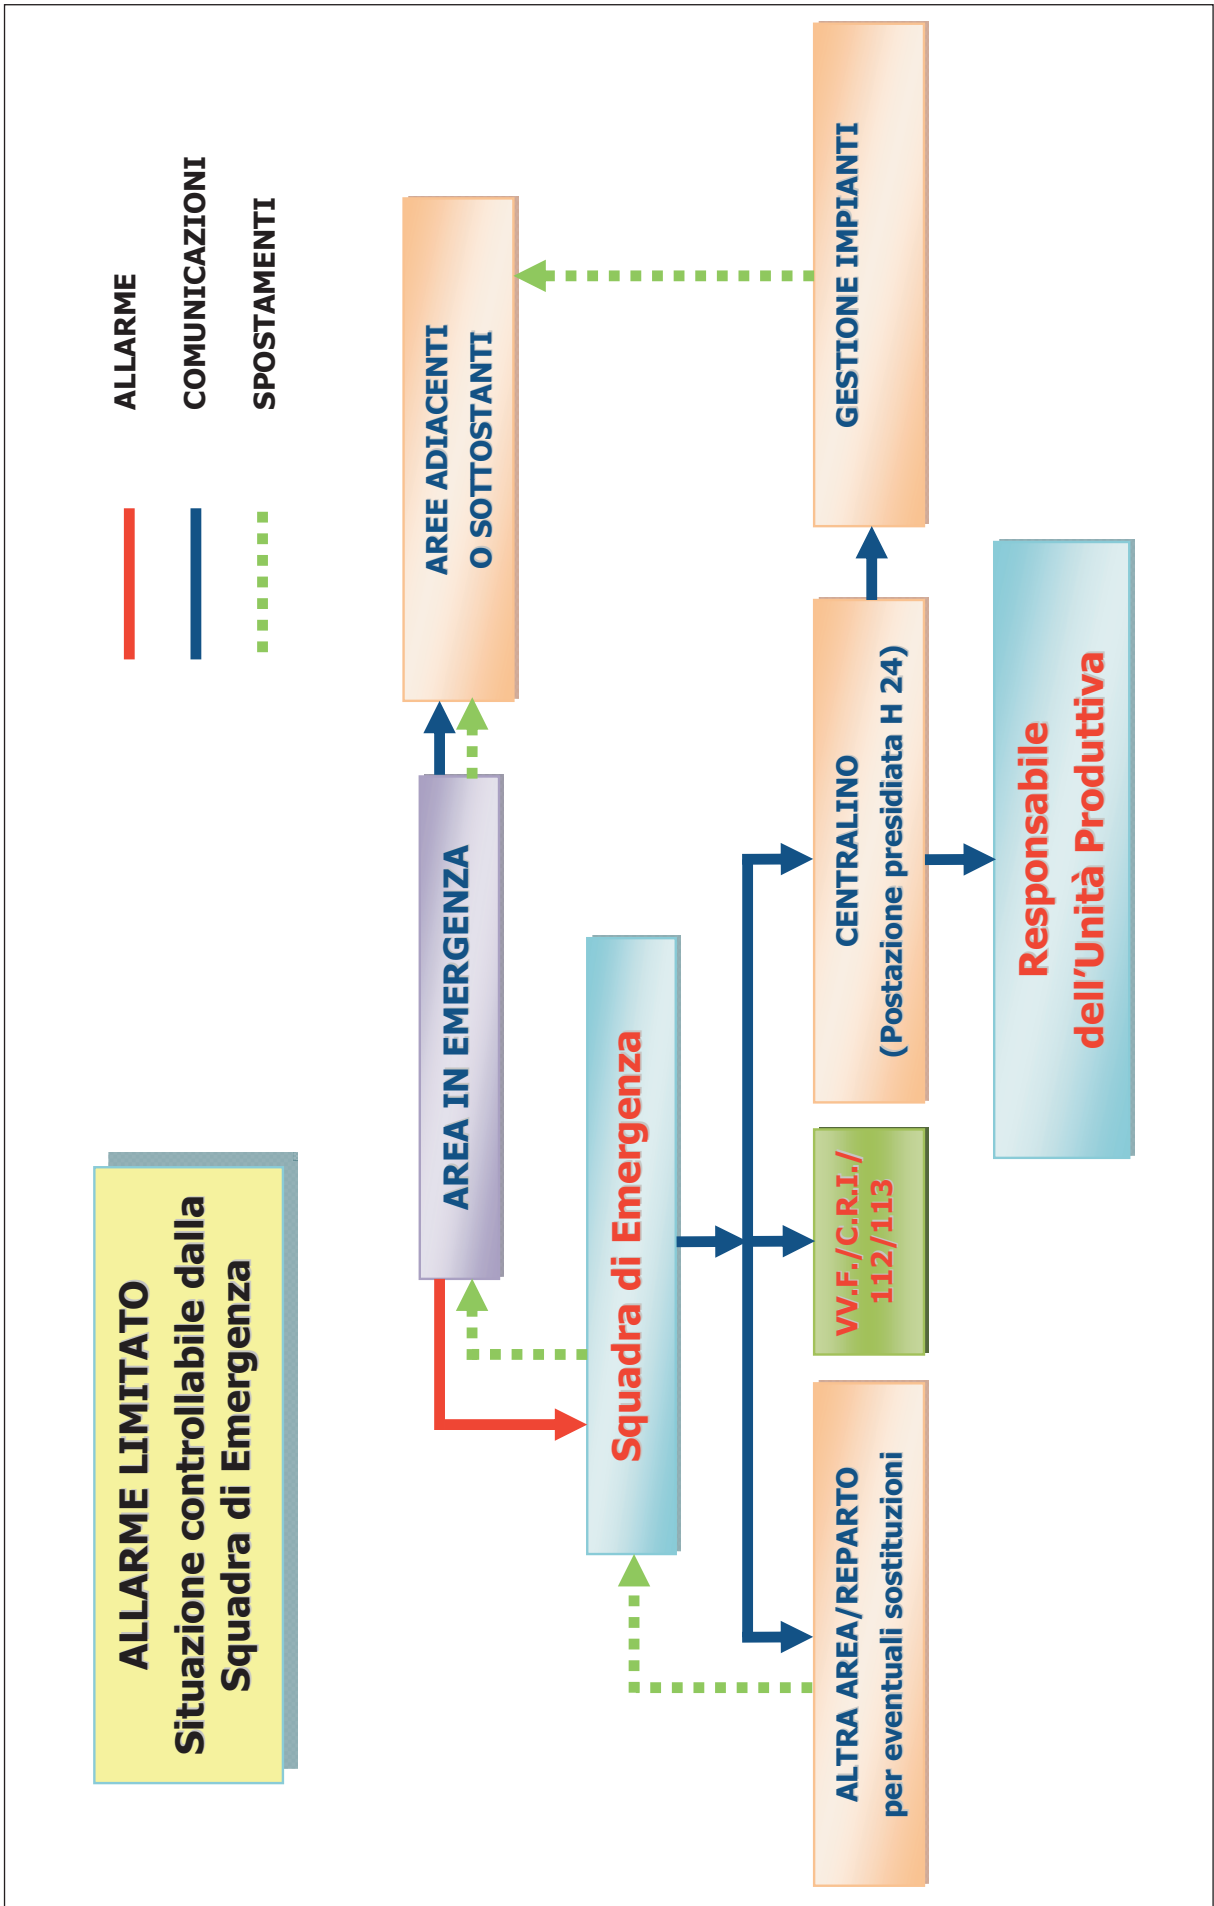 ALLARME LIMITATO
Situazione controllabile dalla
Squadra di Emergenza
ALLARME
COMUNICAZIONI
SPOSTAMENTI
AREA IN EMERGENZA
AREE ADIACENTI
O SOTTOSTANTI
Squadra di Emergenza
ALTRA AREA/REPARTO
per eventuali sostituzioni
VV.F./C.R.I./
112/113
CENTRALINO
(Postazione presidiata H 24)
GESTIONE IMPIANTI
Responsabile
dell'Unità Produttiva